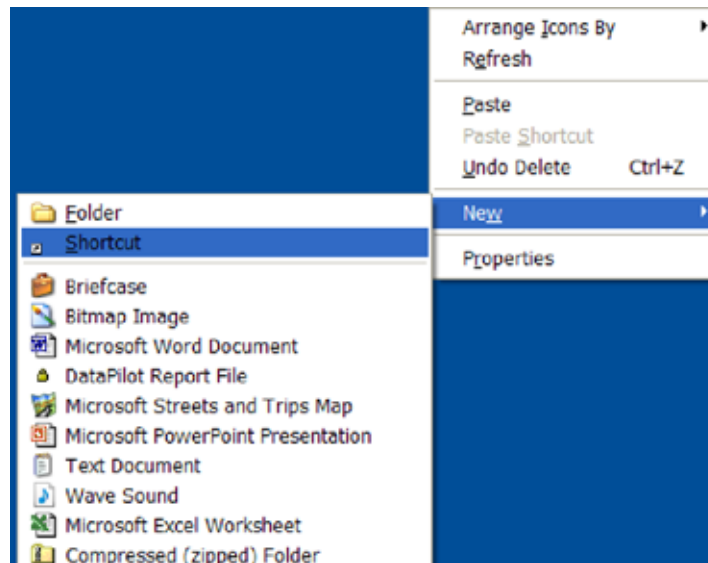 Arrange Icons By
Refresh
Paste
Paste Shortcut
Undo Delete Ctrl+Z
New
Properties
Folder
Shortcut
Briefcase
Bitmap Image
Microsoft Word Document
DataPilot Report File
Microsoft Streets and Trips Map
Microsoft PowerPoint Presentation
Text Document
Wave Sound
Microsoft Excel Worksheet
Compressed (zipped) Folder